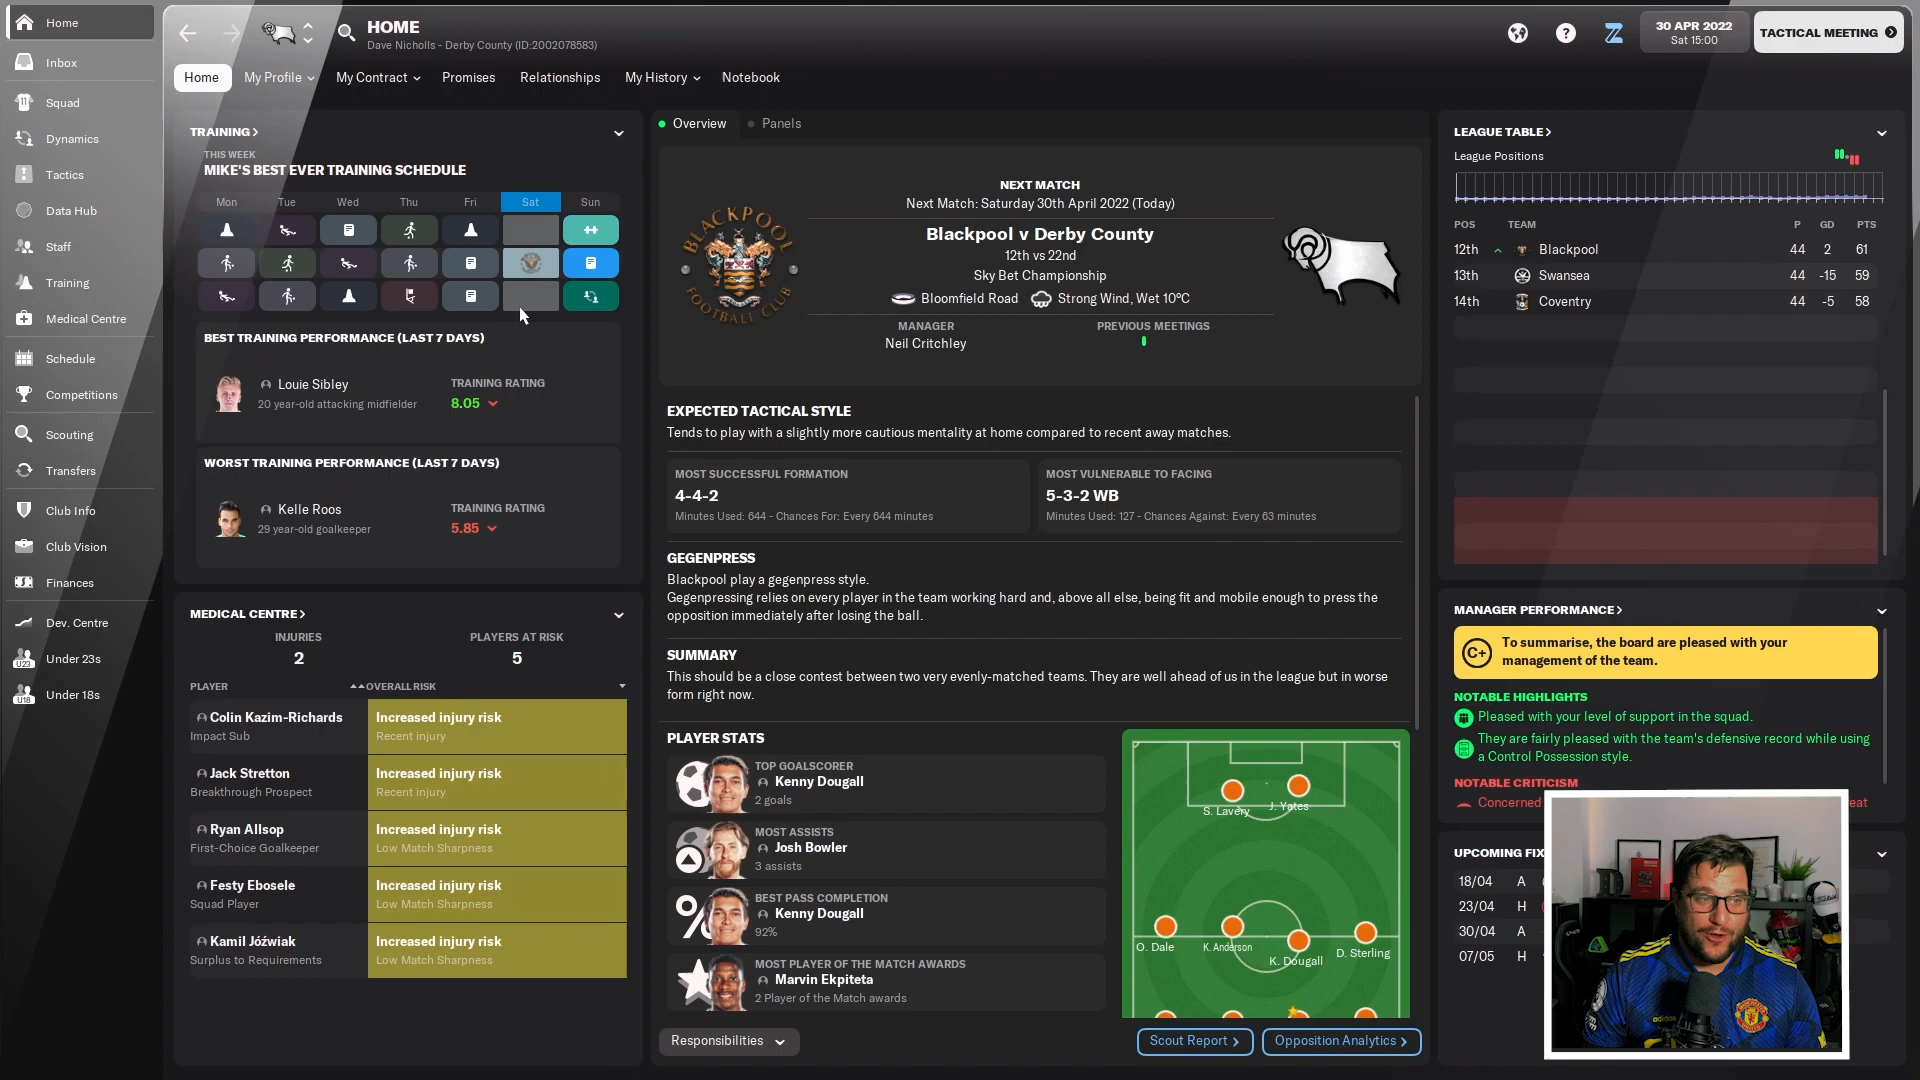 Home
Inbox
Squad
Dynamics
Tactics
Data Hub
Staff
Training
Medical Centre
Schedule
Competitions
Scouting
Transfers
Club Info
Club Vision
Finances
Dev. Centre
U23
Under 23s
U18
Under 18s
HOME
Dave Nicholls - Derby County (ID:2002078583)
30 APR 2022
Sat 15:00
TACTICAL MEETING
Home
My Profile
My Contract
Promises
Relationships
My History
Notebook
TRAINING
THIS WEEK
MIKE'S BEST EVER TRAINING SCHEDULE
Mon Tue Wed Thu Fri Sat Sun
BEST TRAINING PERFORMANCE (LAST 7 DAYS)
Louie Sibley
20 year-old attacking midfielder
TRAINING RATING
8.05
WORST TRAINING PERFORMANCE (LAST 7 DAYS)
Kelle Roos
29 year-old goalkeeper
TRAINING RATING
5.85
MEDICAL CENTRE
INJURIES
2
PLAYERS AT RISK
5
PLAYER OVERALL RISK
Colin Kazim-Richards
Impact Sub
Increased injury risk
Recent injury
Jack Stretton
Breakthrough Prospect
Increased injury risk
Recent injury
Ryan Allsop
First-Choice Goalkeeper
Increased injury risk
Low Match Sharpness
Festy Ebosele
Squad Player
Increased injury risk
Low Match Sharpness
Kamil Jóźwiak
Surplus to Requirements
Increased injury risk
Low Match Sharpness
Overview
Panels
BLACKPOOL
FOOTBALL CLUB
NEXT MATCH
Next Match: Saturday 30th April 2022 (Today)
Blackpool v Derby County
12th vs 22nd
Sky Bet Championship
Bloomfield Road
Strong Wind, Wet 10ºC
MANAGER
Neil Critchley
PREVIOUS MEETINGS
EXPECTED TACTICAL STYLE
Tends to play with a slightly more cautious mentality at home compared to recent away matches.
MOST SUCCESSFUL FORMATION
4-4-2
Minutes Used: 644 - Chances For: Every 644 minutes
MOST VULNERABLE TO FACING
5-3-2 WB
Minutes Used: 127 - Chances Against: Every 63 minutes
GEGENPRESS
Blackpool play a gegenpress style.
Gegenpressing relies on every player in the team working hard and, above all else, being fit and mobile enough to press the
opposition immediately after losing the ball.
SUMMARY
This should be a close contest between two very evenly-matched teams. They are well ahead of us in the league but in worse
form right now.
PLAYER STATS
TOP GOALSCORER
Kenny Dougall
2 goals
MOST ASSISTS
Josh Bowler
3 assists
BEST PASS COMPLETION
Kenny Dougall
92%
MOST PLAYER OF THE MATCH AWARDS
Marvin Ekpiteta
2 Player of the Match awards
S. Lavery
J. Yates
O. Dale
K. Anderson
K. Dougall
D. Sterling
Responsibilities
Scout Report
Opposition Analytics
LEAGUE TABLE
League Positions
POS TEAM P GD PTS
12th Blackpool 44 2 61
13th Swansea 44 -15 59
14th Coventry 44 -5 58
MANAGER PERFORMANCE
C+
To summarise, the board are pleased with your
management of the team.
NOTABLE HIGHLIGHTS
Pleased with your level of support in the squad.
They are fairly pleased with the team's defensive record while using
a Control Possession style.
NOTABLE CRITICISM
Concerned
UPCOMING FIX
18/04 A
23/04 H
30/04 A
07/05 H
adidas